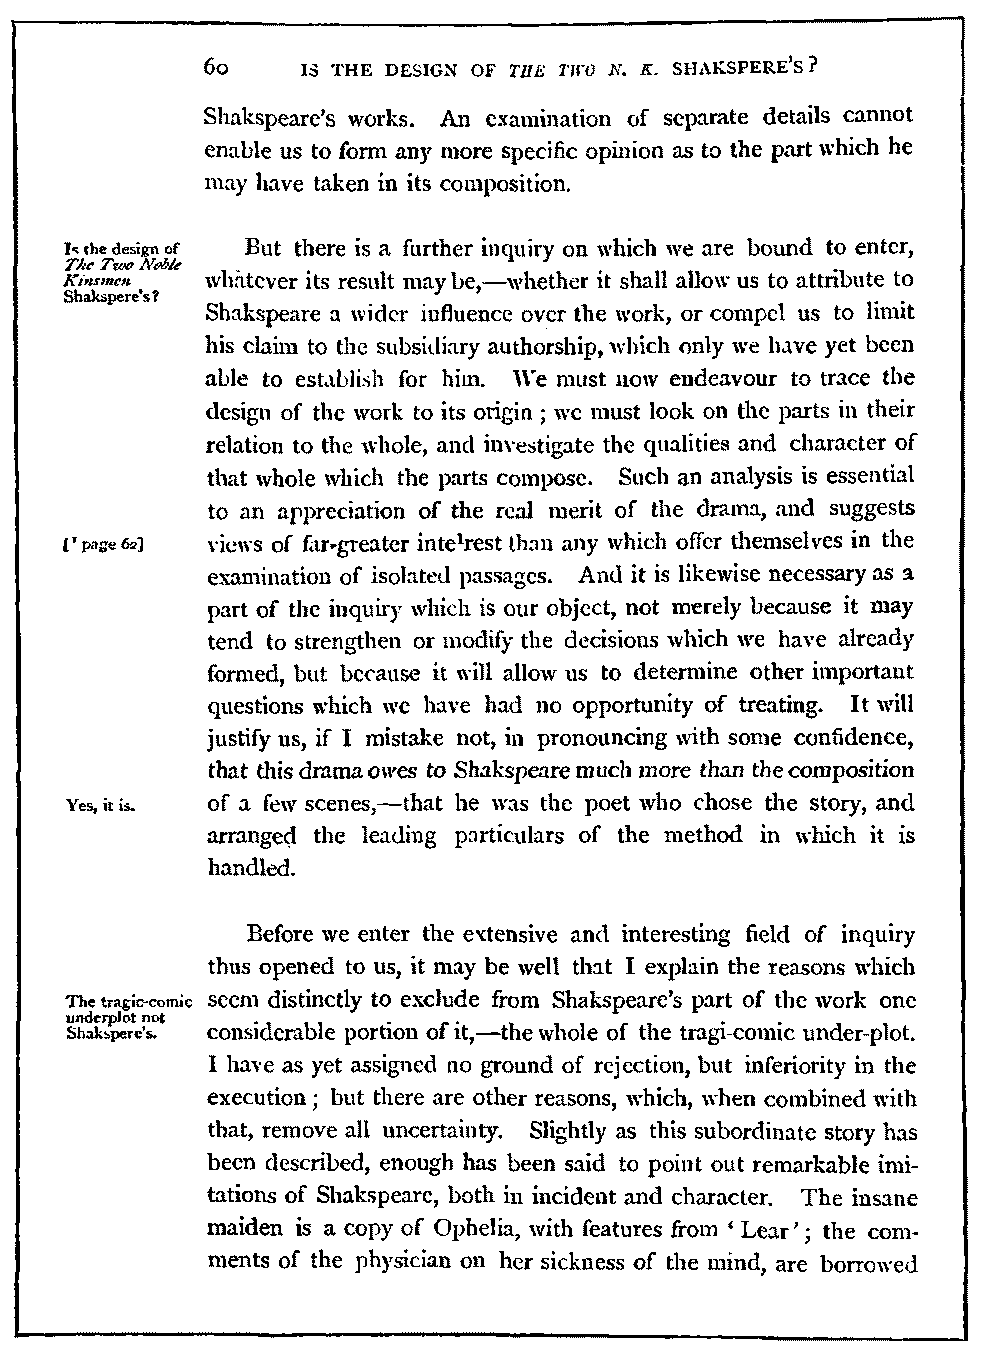 60 IS THE DESIGN OF THE TWO N. K. SHAKSPERE'S?
Shakspeare's works. An examination of separate details cannot
enable us to form any more specific opinion as to the part which he
may have taken in its composition.
Is the design of
The Two Noble
Kinsmen
Shakspere's?
But there is a further inquiry on which we are bound to enter,
whatever its result may be,—whether it shall allow us to attribute to
Shakspeare a wider influence over the work, or compel us to limit
his claim to the subsidiary authorship, which only we have yet been
able to establish for him. We must now endeavour to trace the
design of the work to its origin; we must look on the parts in their
relation to the whole, and investigate the qualities and character of
that whole which the parts compose. Such an analysis is essential
to an appreciation of the real merit of the drama, and suggests
[¹ page 62]
views of far-greater inte¹rest than any which offer themselves in the
examination of isolated passages. And it is likewise necessary as a
part of the inquiry which is our object, not merely because it may
tend to strengthen or modify the decisions which we have already
formed, but because it will allow us to determine other important
questions which we have had no opportunity of treating. It will
justify us, if I mistake not, in pronouncing with some confidence,
that this drama owes to Shakspeare much more than the composition
Yes, it is.
of a few scenes,—that he was the poet who chose the story, and
arranged the leading particulars of the method in which it is
handled.
Before we enter the extensive and interesting field of inquiry
thus opened to us, it may be well that I explain the reasons which
The tragic-comic
underplot not
Shakspere's.
seem distinctly to exclude from Shakspeare's part of the work one
considerable portion of it,—the whole of the tragi-comic under-plot.
I have as yet assigned no ground of rejection, but inferiority in the
execution; but there are other reasons, which, when combined with
that, remove all uncertainty. Slightly as this subordinate story has
been described, enough has been said to point out remarkable imi-
tations of Shakspeare, both in incident and character. The insane
maiden is a copy of Ophelia, with features from 'Lear'; the com-
ments of the physician on her sickness of the mind, are borrowed